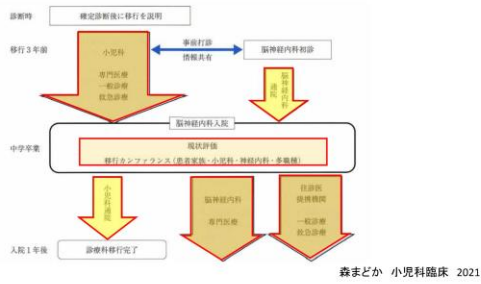 診断時
確定診断後に移行を説明
移行3年前
小児科
専門医療
一般診療
救急診療
事前打診
情報共有
脳神経内科初診
脳神経内科
通院
脳神経内科入院
中学卒業
現状評価
移行カンファランス(患者家族・小児科・神経内科・多職種)
小児科通院
脳神経内科
専門医療
往診医
提携機関
一般診療
救急診療
入院1年後
診療科移行完了
森まどか 小児科臨床 2021